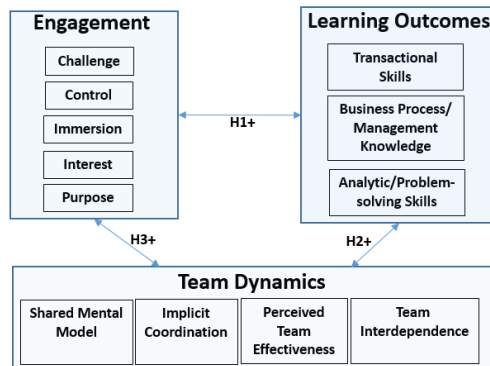 Engagement
Challenge
Control
Immersion
Interest
Purpose
H1+
Learning Outcomes
Transactional
Skills
Business Process/
Management
Knowledge
Analytic/Problem-
solving Skills
H3+
H2+
Team Dynamics
Shared Mental
Model
Implicit
Coordination
Perceived
Team
Effectiveness
Team
Interdependence